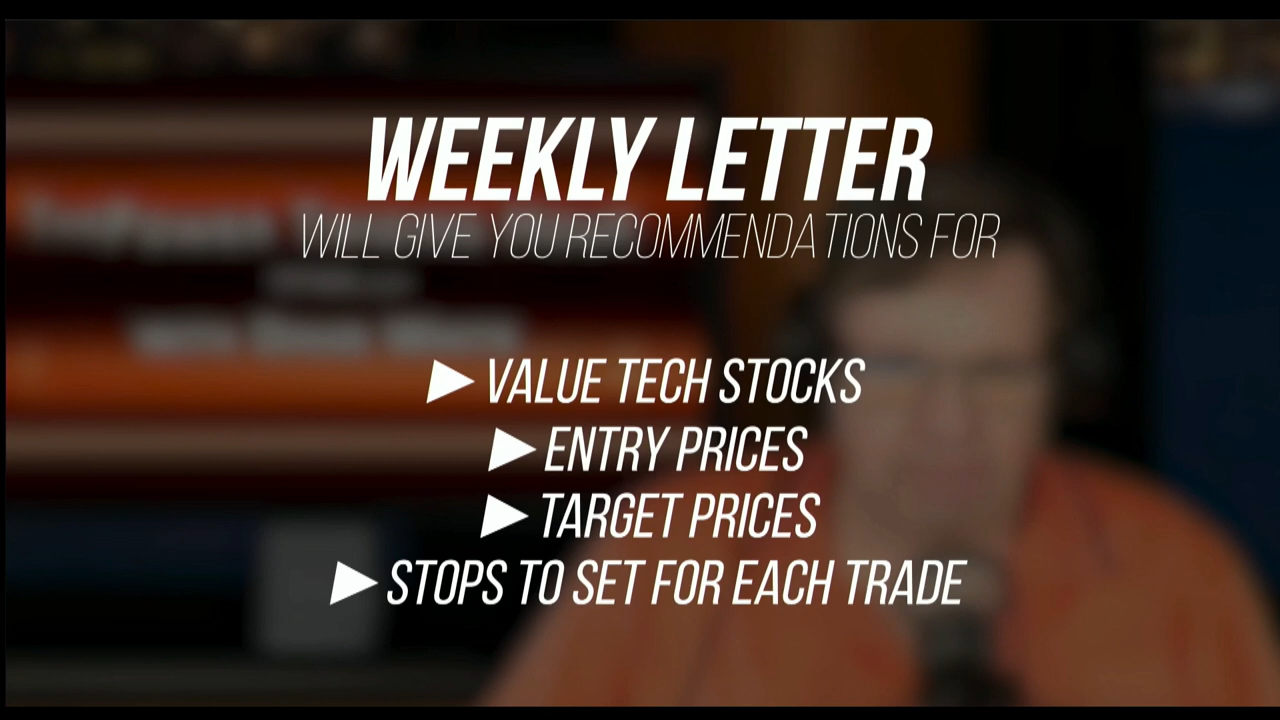 WEEKLY LETTER
WILL GIVE YOU RECOMMENDATIONS FOR
► VALUE TECH STOCKS
► ENTRY PRICES
► TARGET PRICES
► STOPS TO SET FOR EACH TRADE